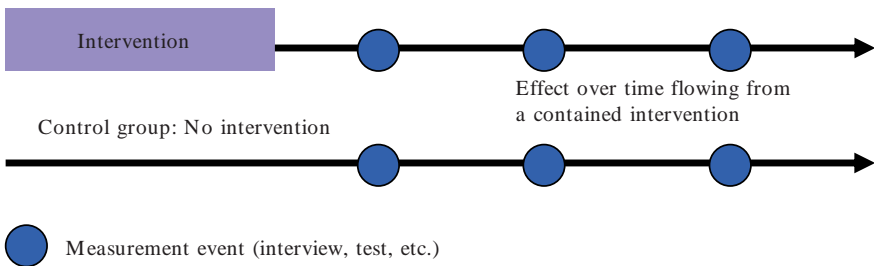 Intervention
Effect over time flowing from
a contained intervention
Control group: No intervention
Measurement event (interview, test, etc.)